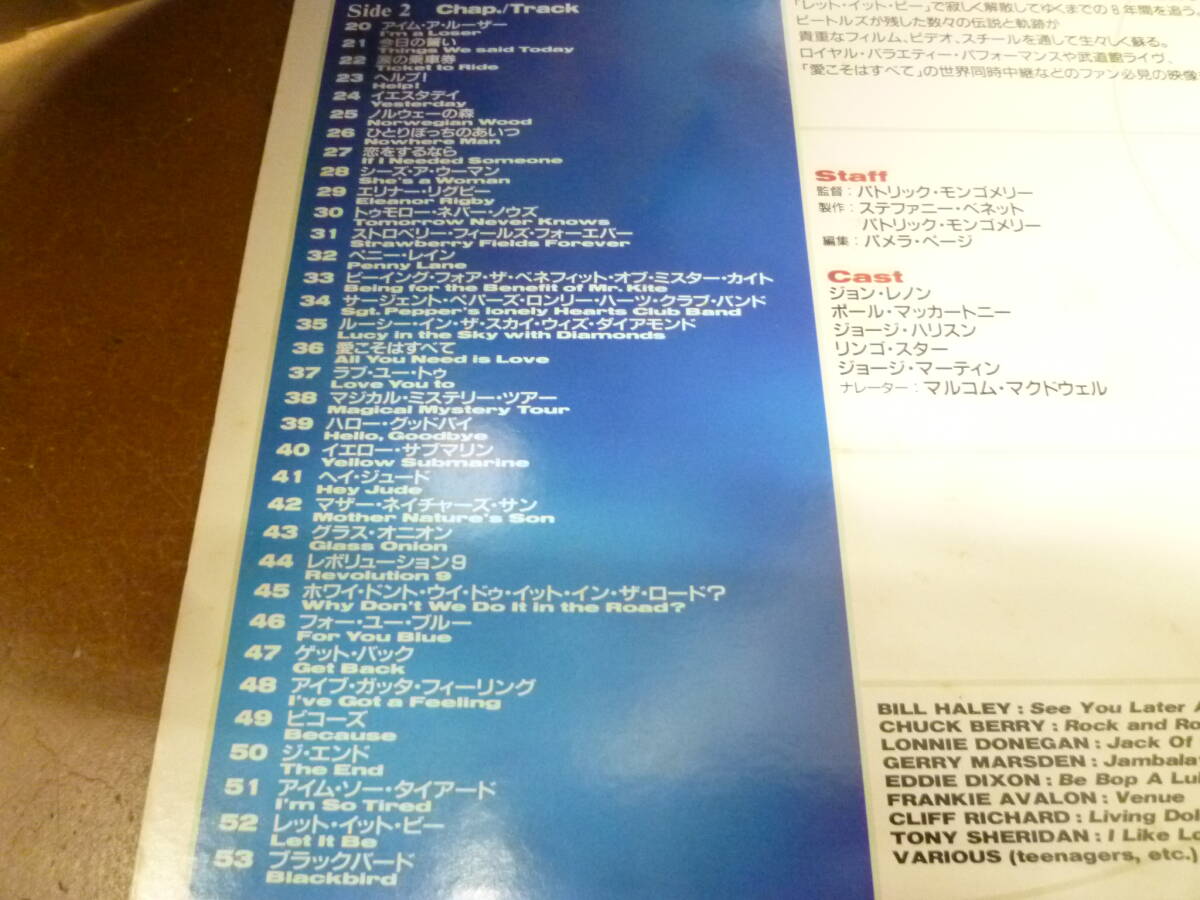 Side 2 Chap./Track
20 アイム・ア・ルーザー
I'm a Loser
21 今日の誓い
Things We said Today
22 涙の乗車券
Ticket to Ride
23 ヘルプ!
Help!
24 イエスタデイ
Yesterday
25 ノルウェーの森
Norwegian Wood
26 ひとりぼっちのあいつ
Nowhere Man
27 恋をするなら
If I Needed Someone
28 シーズ・ア・ウーマン
She's a Woman
29 エリナー・リグビー
Eleanor Rigby
30 トゥモロー・ネバー・ノウズ
Tomorrow Never Knows
31 ストロベリー・フィールズ・フォーエバー
Strawberry Fields Forever
32 ペニー・レイン
Penny Lane
33 ビーイング・フォア・ザ・ベネフィット・オブ・ミスター・カイト
Being for the Benefit of Mr. Kite
34 サージェント・ペパーズ・ロンリー・ハーツ・クラブ・バンド
Sgt. Pepper's lonely Hearts Club Band
35 ルーシー・イン・ザ・スカイ・ウィズ・ダイアモンド
Lucy in the Sky with Diamonds
36 愛こそはすべて
All You Need is Love
37 ラブ・ユー・トゥ
Love You to
38 マジカル・ミステリー・ツアー
Magical Mystery Tour
39 ハロー・グッドバイ
Hello, Goodbye
40 イエロー・サブマリン
Yellow Submarine
41 ヘイ・ジュード
Hey Jude
42 マザー・ネイチャーズ・サン
Mother Nature's Son
43 グラス・オニオン
Glass Onion
44 レボリューション9
Revolution 9
45 ホワイ・ドント・ウイ・ドゥ・イット・イン・ザ・ロード?
Why Don't We Do It in the Road?
46 フォー・ユー・ブルー
For You Blue
47 ゲット・バック
Get Back
48 アイブ・ガッタ・フィーリング
I've Got a Feeling
49 ビコーズ
Because
50 ジ・エンド
The End
51 アイム・ソー・タイアード
I'm So Tired
52 レット・イット・ビー
Let It Be
53 ブラックバード
Blackbird
「レット・イット・ビー」で寂しく解散してゆくまでの8年間を追う。
ビートルズが残した数々の伝説と軌跡が
貴重なフィルム、ビデオ、スチールを通して生々しく蘇る。
ロイヤル・バラエティー・パフォーマンスや武道館ライヴ、
「愛こそはすべて」の世界同時中継などのファン必見の映像
Staff
監督:パトリック・モンゴメリー
製作:ステファニー・ベネット
パトリック・モンゴメリー
編集:パメラ・ページ
Cast
ジョン・レノン
ポール・マッカートニー
ジョージ・ハリスン
リンゴ・スター
ジョージ・マーティン
ナレーター:マルコム・マクドウェル
BILL HALEY : See You Later
CHUCK BERRY : Rock and
LONNIE DONEGAN : Jack Of
GERRY MARSDEN :
EDDIE DIXON : Be Bop A
FRANKIE AVALON : Venue
CLIFF RICHARD : Living
TONY SHERIDAN : I Like
VARIOUS (teenagers, etc.)